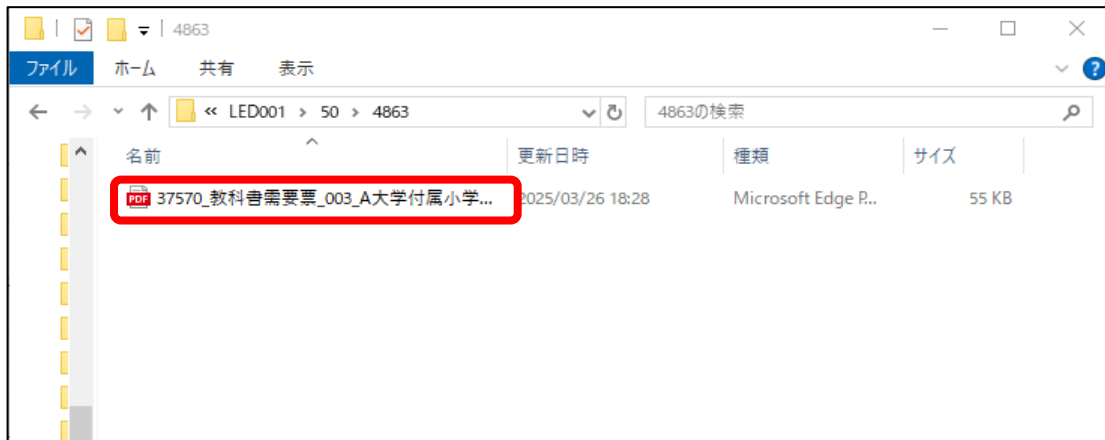 4863
ファイル ホーム 共有 表示
« LED001 › 50 › 4863 4863の検索
名前 更新日時 種類 サイズ
PDF 37570_教科書需要票_003_A大学付属小学... 2025/03/26 18:28 Microsoft Edge P... 55 KB